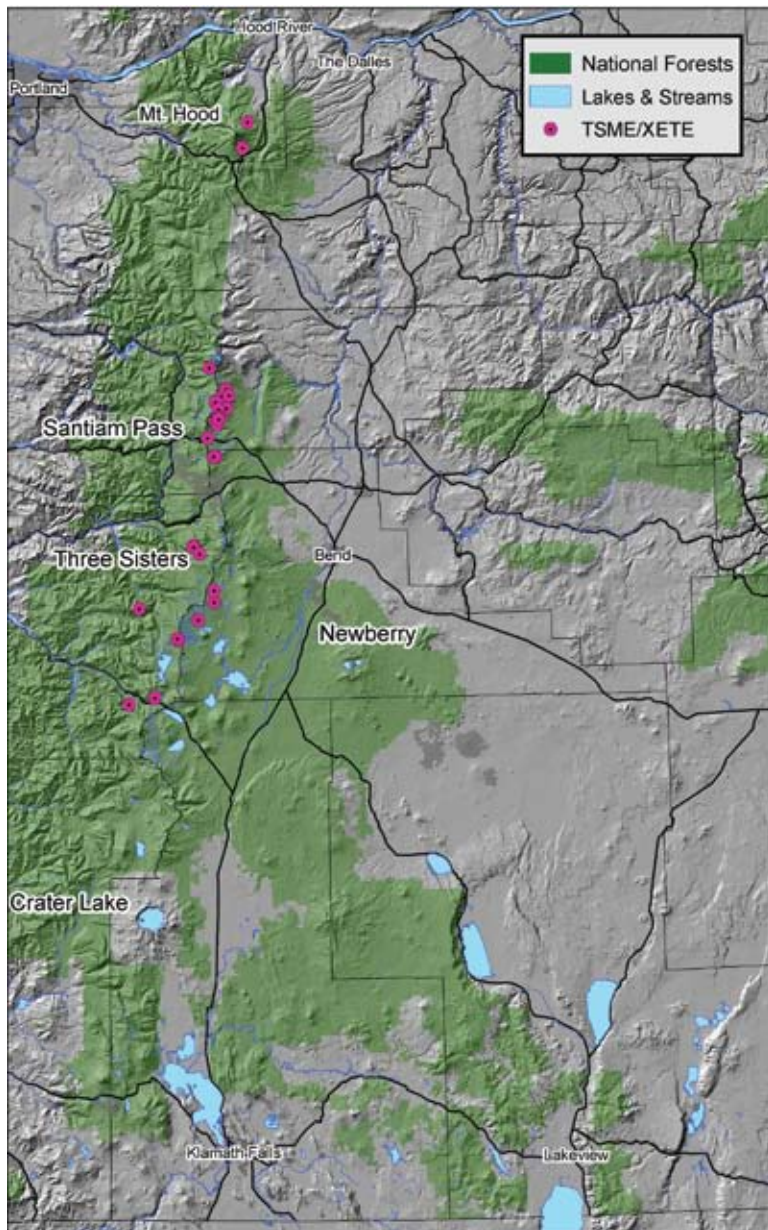 Hood River
The Dalles
Portland
Mt. Hood
National Forests
Lakes & Streams
TSME/XETE
Santiam Pass
Three Sisters
Bend
Newberry
Crater Lake
Klamath Falls
Lakeview